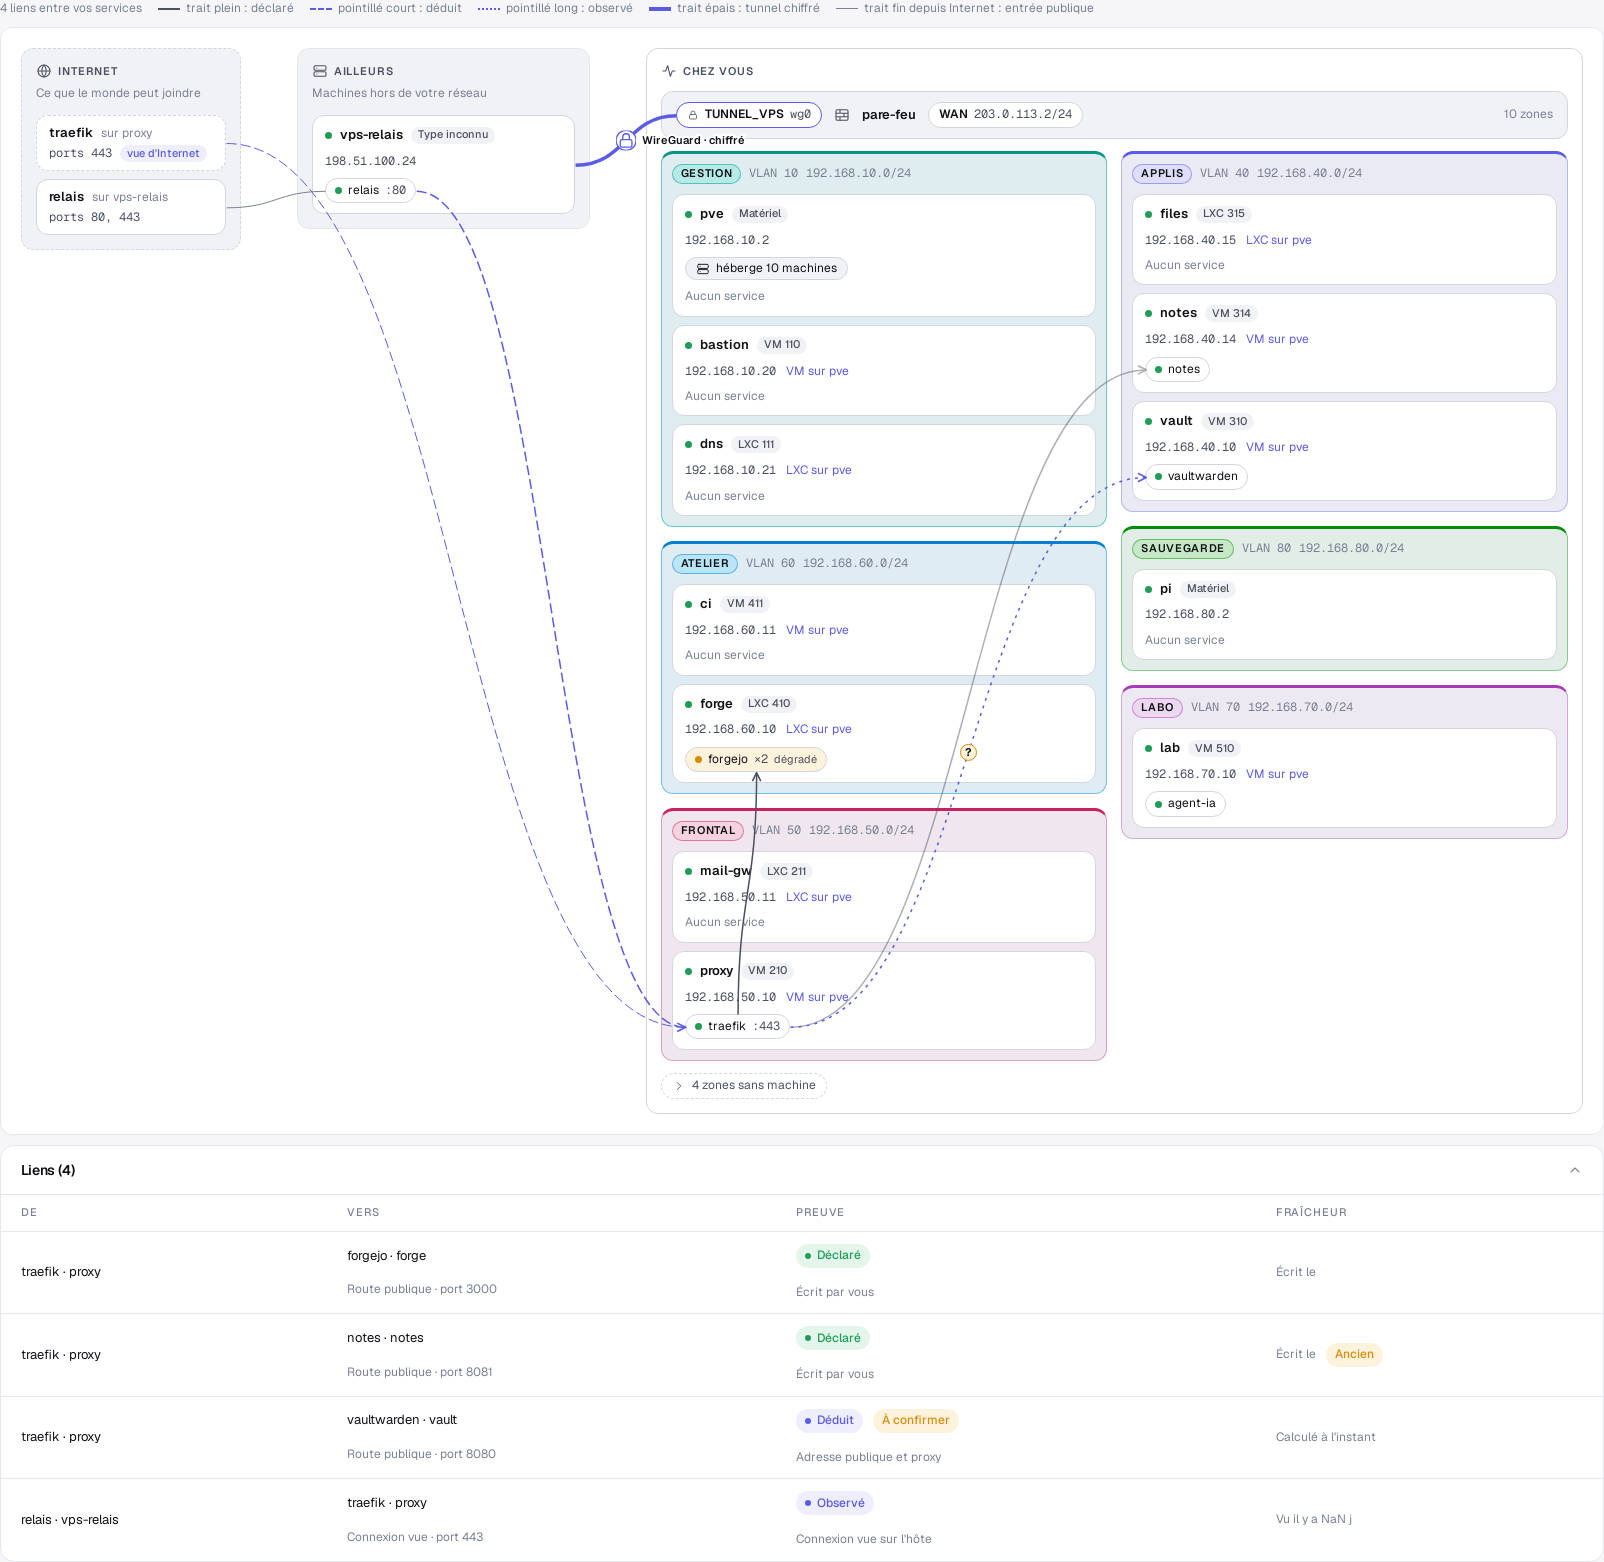 4 liens entre vos services
trait plein : déclaré
pointillé court : déduit
pointillé long : observé
trait épais : tunnel chiffré
trait fin depuis Internet : entrée publique
INTERNET
Ce que le monde peut joindre
traefik sur proxy
ports 443 vue d'Internet
relais sur vps-relais
ports 80, 443
AILLEURS
Machines hors de votre réseau
vps-relais Type inconnu
198.51.100.24
relais :80
WireGuard · chiffré
CHEZ VOUS
TUNNEL_VPS wg0 pare-feu WAN 203.0.113.2/24 10 zones
GESTION VLAN 10 192.168.10.0/24
pve Matériel
192.168.10.2
héberge 10 machines
Aucun service
bastion VM 110
192.168.10.20 VM sur pve
Aucun service
dns LXC 111
192.168.10.21 LXC sur pve
Aucun service
ATELIER VLAN 60 192.168.60.0/24
ci VM 411
192.168.60.11 VM sur pve
Aucun service
forge LXC 410
192.168.60.10 LXC sur pve
forgejo ×2 dégradé
FRONTAL VLAN 50 192.168.50.0/24
mail-gw LXC 211
192.168.50.11 LXC sur pve
Aucun service
proxy VM 210
192.168.50.10 VM sur pve
traefik :443
4 zones sans machine
APPLIS VLAN 40 192.168.40.0/24
files LXC 315
192.168.40.15 LXC sur pve
Aucun service
notes VM 314
192.168.40.14 VM sur pve
notes
vault VM 310
192.168.40.10 VM sur pve
vaultwarden
?
SAUVEGARDE VLAN 80 192.168.80.0/24
pi Matériel
192.168.80.2
Aucun service
LABO VLAN 70 192.168.70.0/24
lab VM 510
192.168.70.10 VM sur pve
agent-ia
Liens (4)
DE VERS PREUVE FRAÎCHEUR
traefik · proxy
forgejo · forge
Route publique · port 3000
Déclaré
Écrit par vous
Écrit le
traefik · proxy
notes · notes
Route publique · port 8081
Déclaré
Écrit par vous
Écrit le Ancien
traefik · proxy
vaultwarden · vault
Route publique · port 8080
Déduit À confirmer
Adresse publique et proxy
Calculé à l'instant
relais · vps-relais
traefik · proxy
Connexion vue · port 443
Observé
Connexion vue sur l'hôte
Vu il y a NaN j